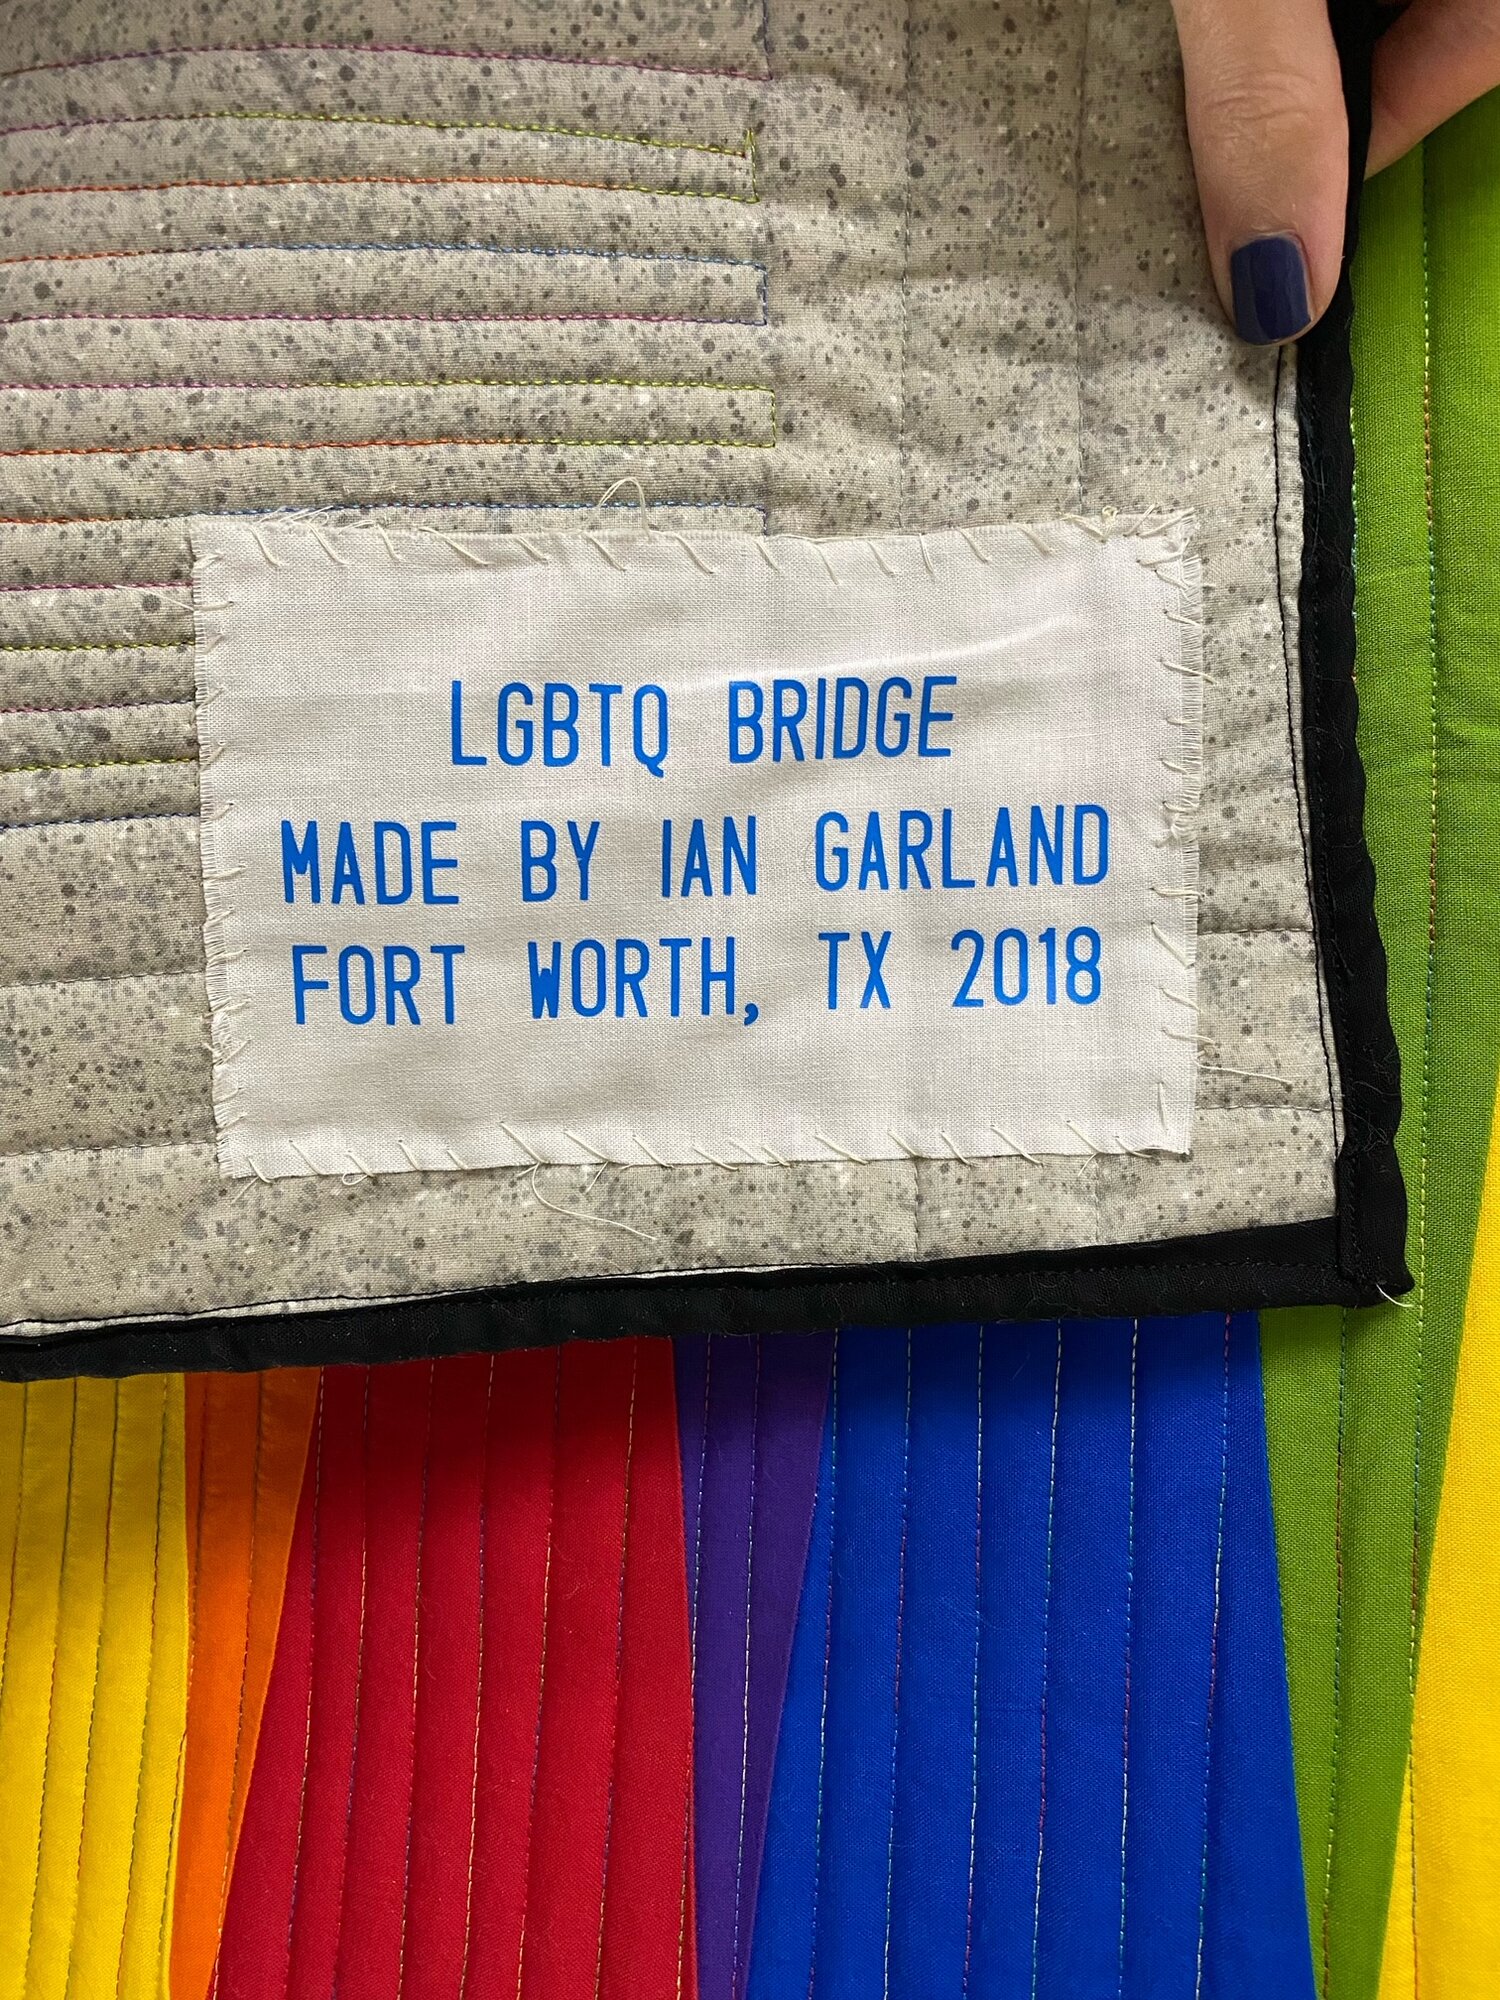 LGBTQ BRIDGE
MADE BY IAN GARLAND
FORT WORTH, TX 2018